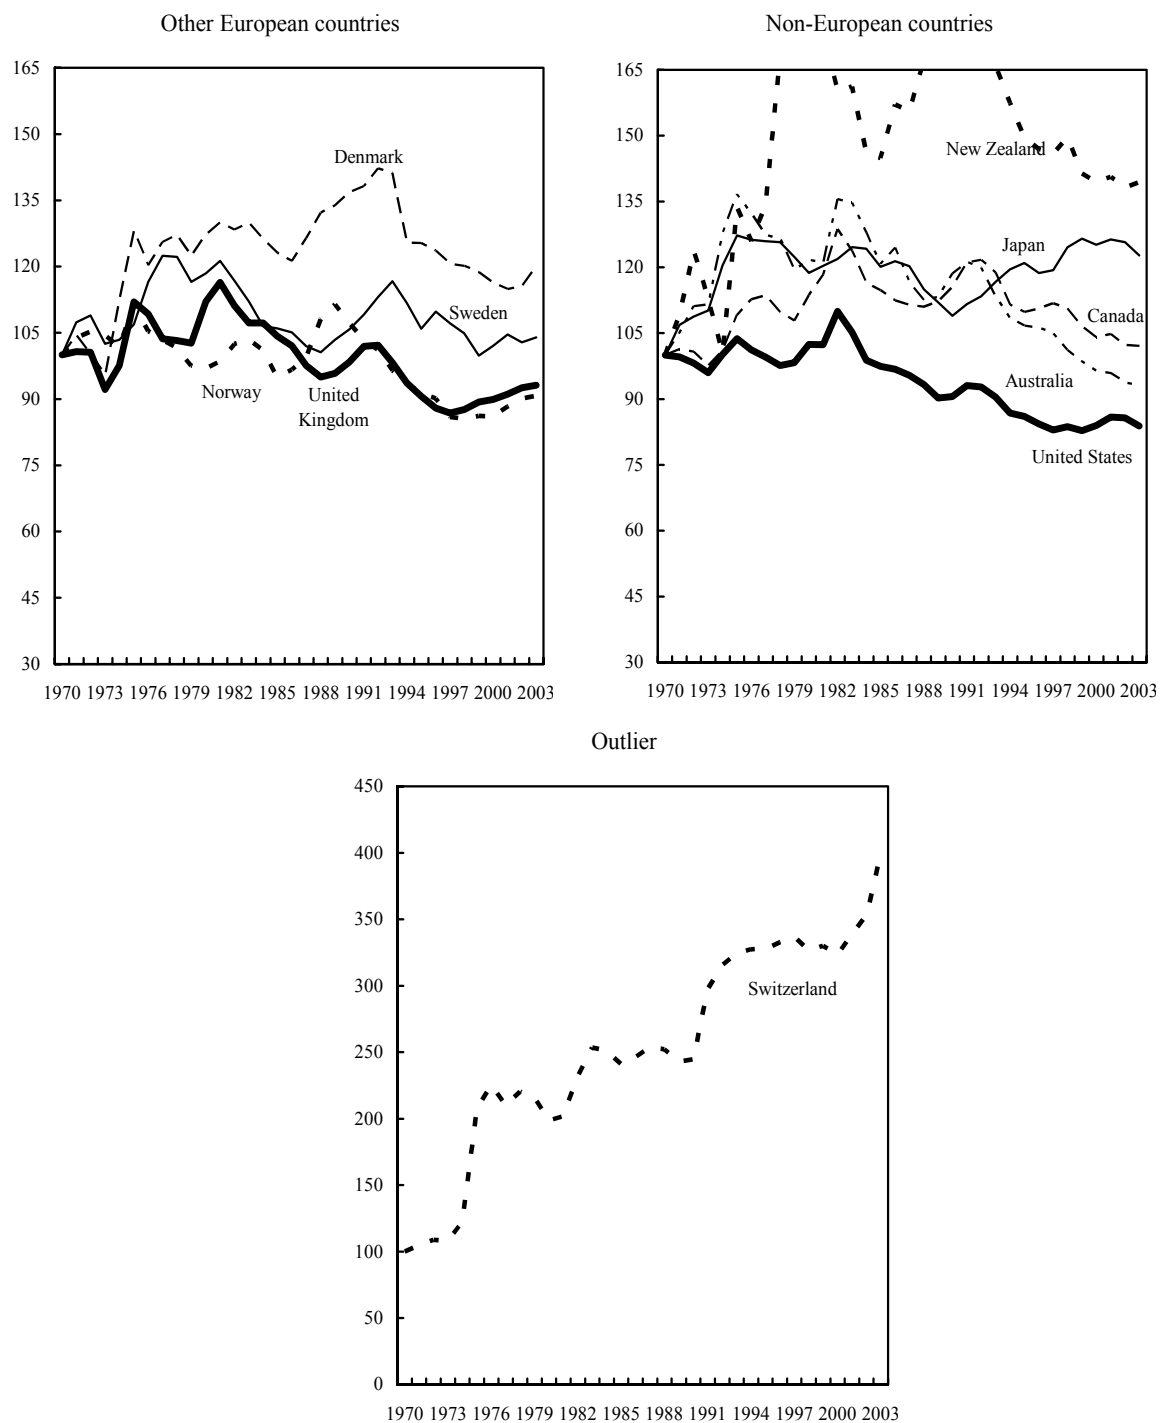 Other European countries
165
150
135
120
105
90
75
60
45
30
Denmark
Sweden
Norway
United
Kingdom
1970 1973 1976 1979 1982 1985 1988 1991 1994 1997 2000 2003
Non-European countries
165
150
135
120
105
90
75
60
45
30
New Zealand
Japan
Canada
Australia
United States
1970 1973 1976 1979 1982 1985 1988 1991 1994 1997 2000 2003
Outlier
450
400
350
300
250
200
150
100
50
0
Switzerland
1970 1973 1976 1979 1982 1985 1988 1991 1994 1997 2000 2003